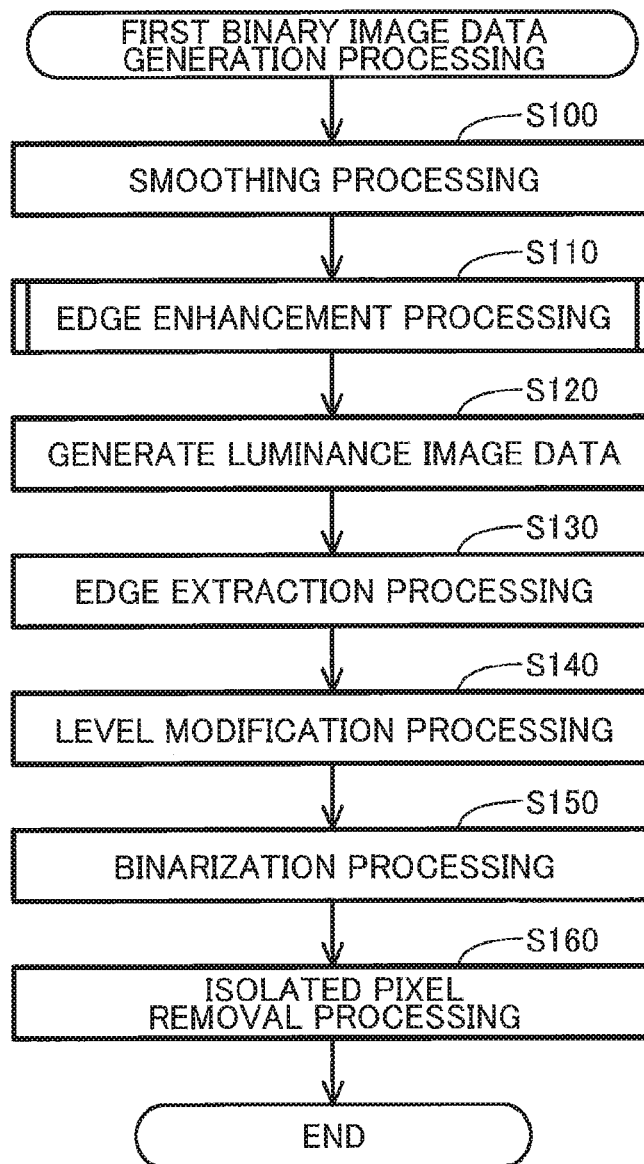 FIRST BINARY IMAGE DATA
GENERATION PROCESSING
S100
SMOOTHING PROCESSING
S110
EDGE ENHANCEMENT PROCESSING
S120
GENERATE LUMINANCE IMAGE DATA
S130
EDGE EXTRACTION PROCESSING
S140
LEVEL MODIFICATION PROCESSING
S150
BINARIZATION PROCESSING
S160
ISOLATED PIXEL
REMOVAL PROCESSING
END